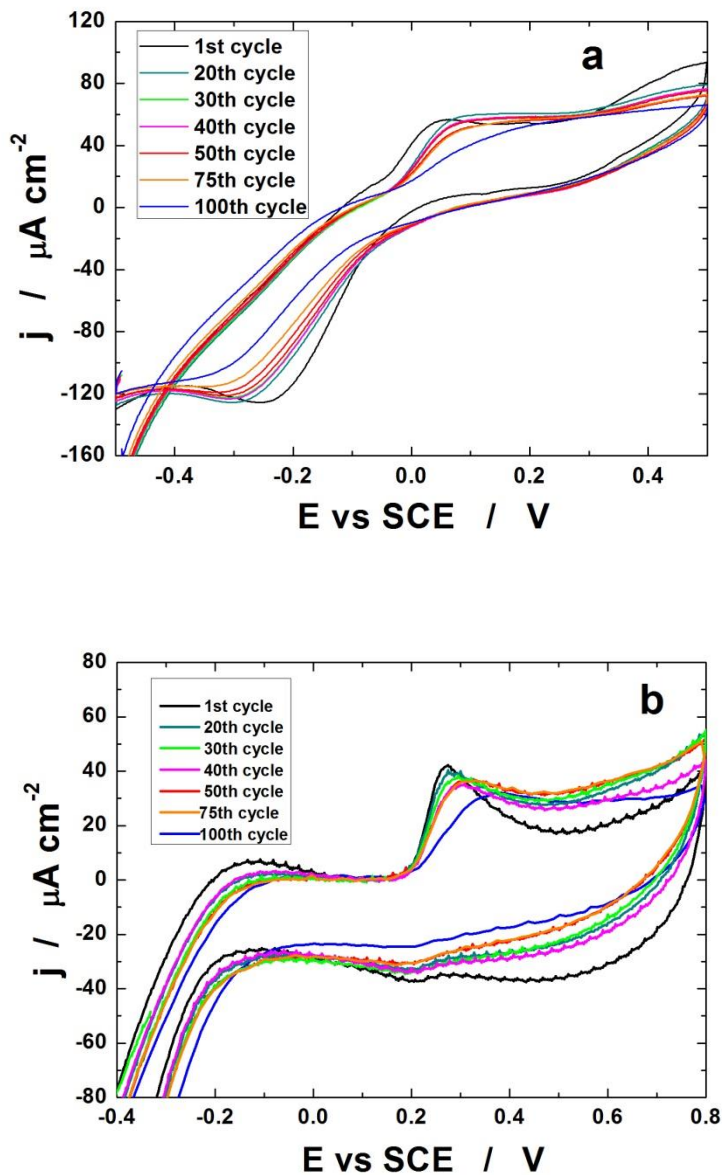 a
1st cycle
20th cycle
30th cycle
40th cycle
50th cycle
75th cycle
100th cycle
120
80
40
0
-40
-80
-120
-160
j / μA cm-2
-0.4 -0.2 0.0 0.2 0.4
E vs SCE / V
b
1st cycle
20th cycle
30th cycle
40th cycle
50th cycle
75th cycle
100th cycle
80
60
40
20
0
-20
-40
-60
-80
j / μA cm-2
-0.4 -0.2 0.0 0.2 0.4 0.6 0.8
E vs SCE / V